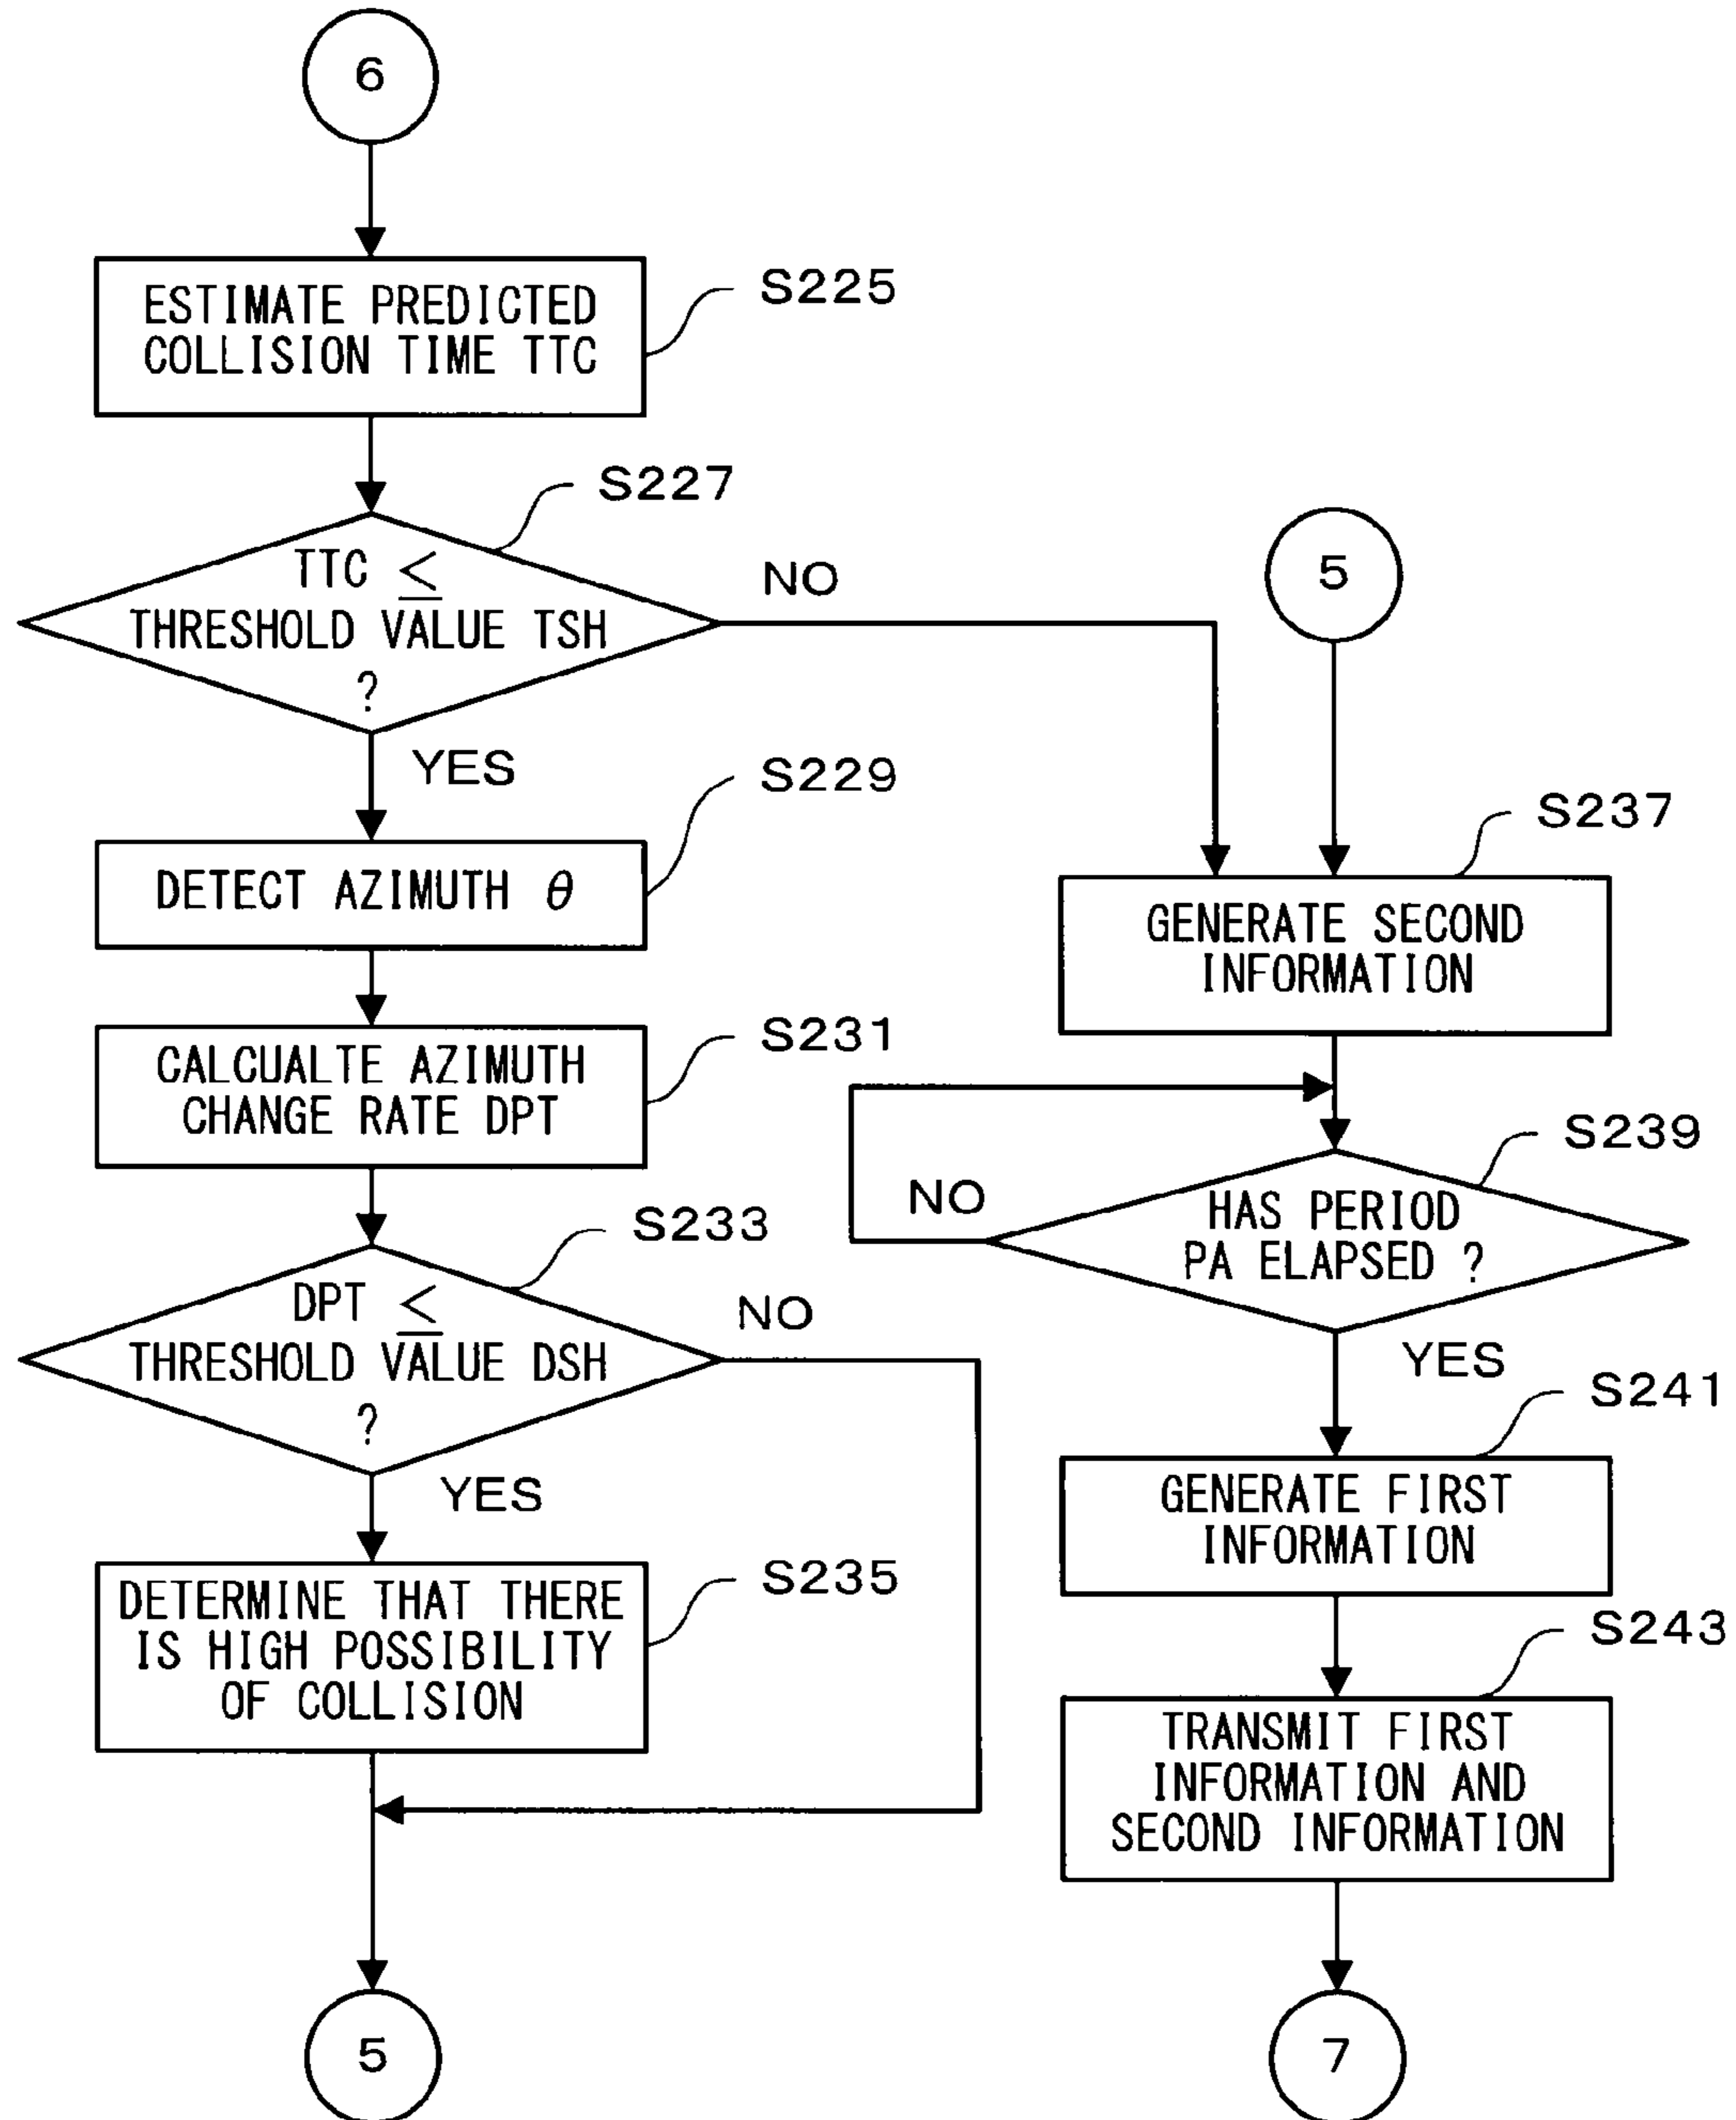 6
ESTIMATE PREDICTED
COLLISION TIME TTC
S225
S227
TTC ≤
THRESHOLD VALUE TSH
?
NO
YES
S229
DETECT AZIMUTH θ
S231
CALCUALTE AZIMUTH
CHANGE RATE DPT
S233
DPT ≤
THRESHOLD VALUE DSH
?
NO
YES
S235
DETERMINE THAT THERE
IS HIGH POSSIBILITY
OF COLLISION
5
5
S237
GENERATE SECOND
INFORMATION
S239
NO
HAS PERIOD
PA ELAPSED ?
YES
S241
GENERATE FIRST
INFORMATION
S243
TRANSMIT FIRST
INFORMATION AND
SECOND INFORMATION
7